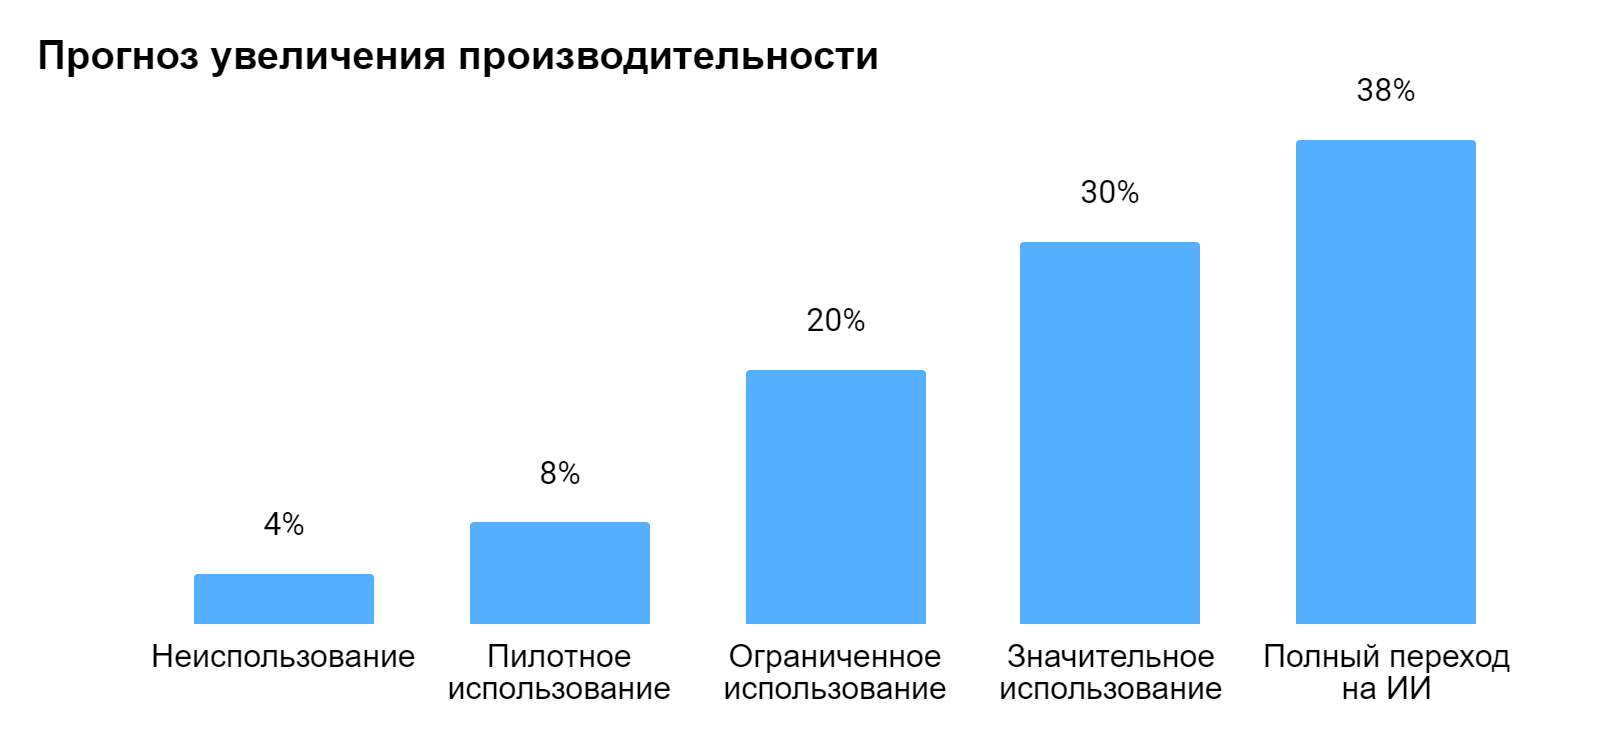 Прогноз увеличения производительности
38%
30%
20%
8%
4%
Неиспользование
Пилотное
использование
Ограниченное
использование
Значительное
использование
Полный переход
на ИИ